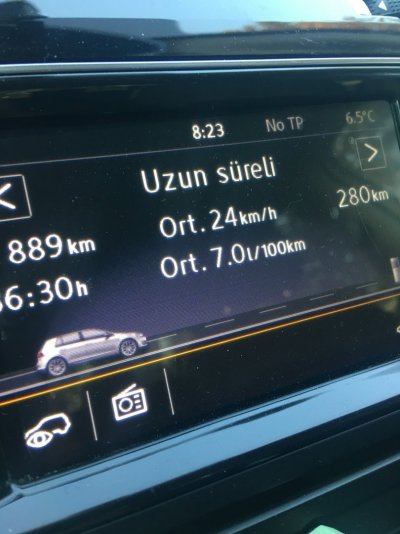 8:23 No TP 6.5°C
Uzun süreli
889km Ort. 24km/h 280km
6:30h Ort. 7.0l/100km